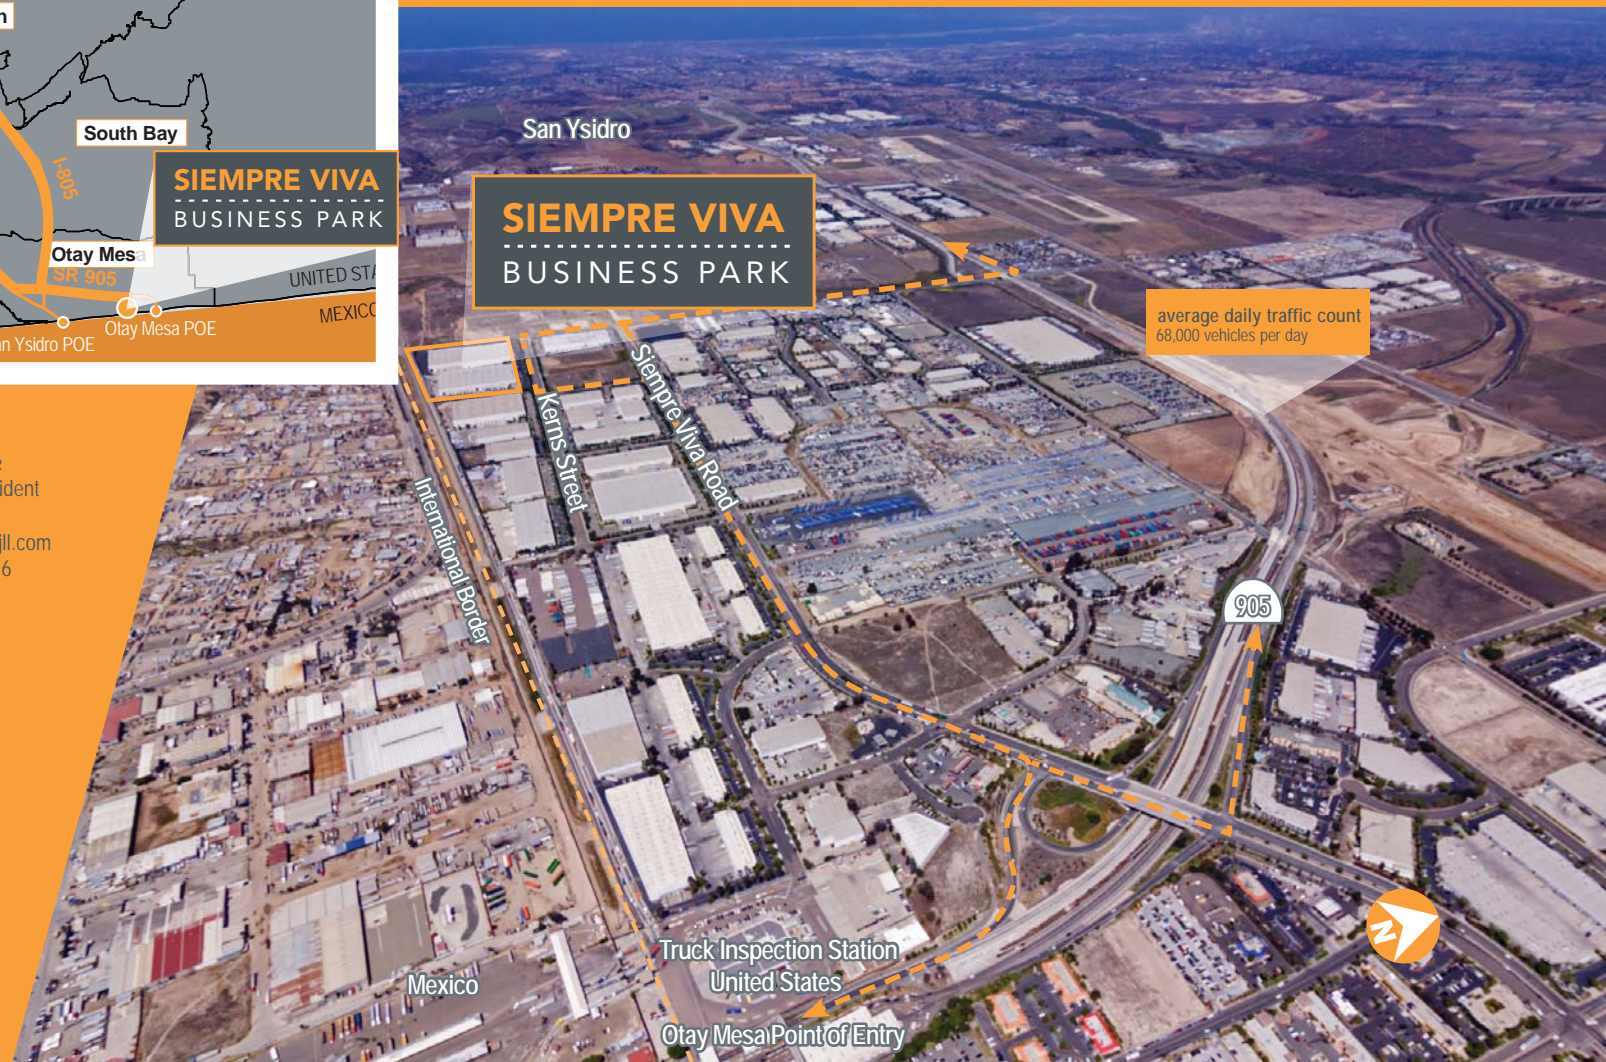 South Bay
I-805
SIEMPRE VIVA
BUSINESS PARK
Otay Mesa
SR 905
UNITED
MEXICO
Otay Mesa POE
Ysidro POE
jll.com
6
San Ysidro
SIEMPRE VIVA
BUSINESS PARK
average daily traffic count
68,000 vehicles per day
Siempre Viva Road
Kerns Street
International Border
905
N
Truck Inspection Station
United States
Mexico
Otay Mesa Point of Entry